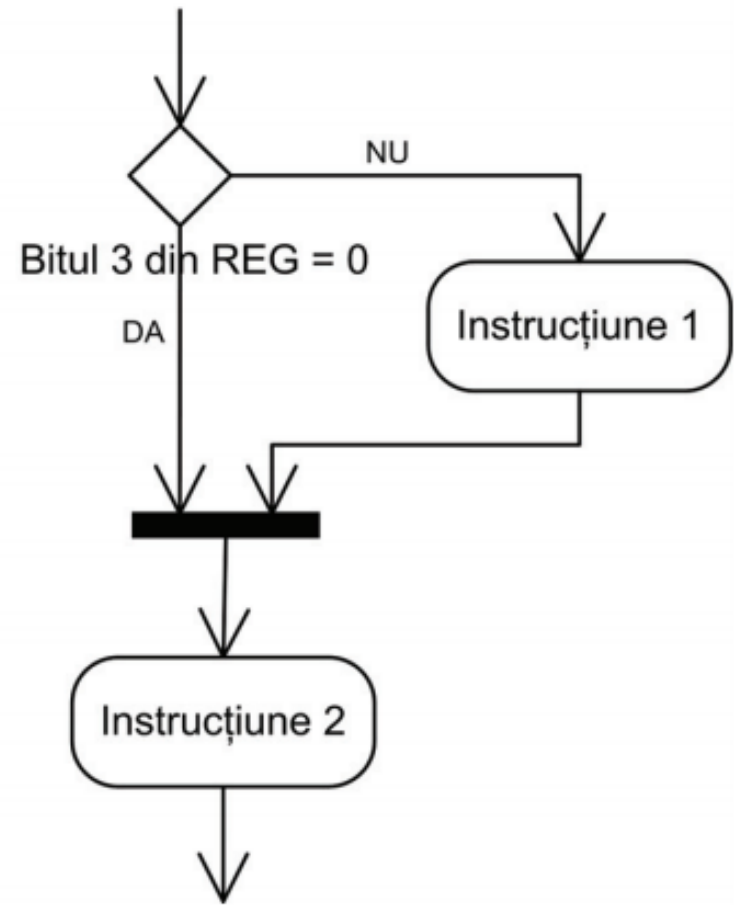 NU
Bitul 3 din REG = 0
Instrucțiune 1
DA
Instrucțiune 2